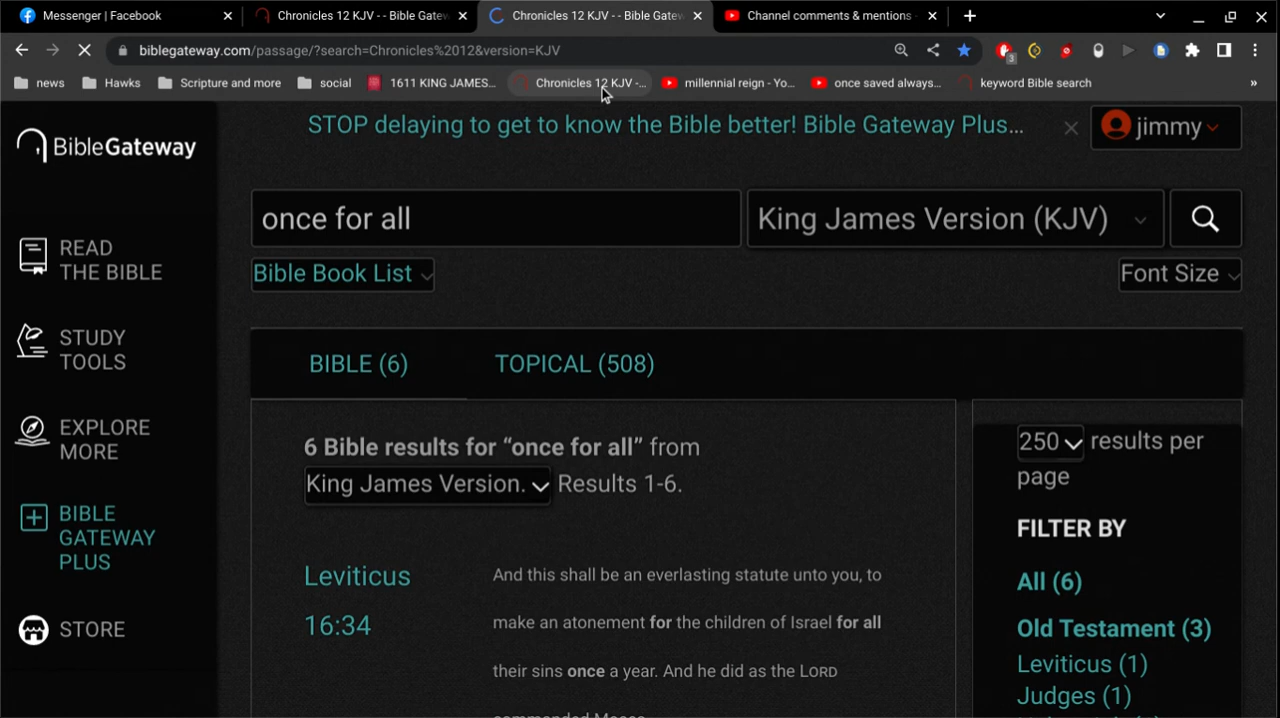 Messenger | Facebook
Chronicles 12 KJV - - Bible Gatew
Chronicles 12 KJV - - Bible Gatew
Channel comments & mentions -
biblegateway.com/passage/?search=Chronicles%2012&version=KJV
3
news
Hawks
Scripture and more
social
1611 KING JAMES...
Chronicles 12 KJV -...
millennial reign - Yo...
once saved always...
keyword Bible search
»
BibleGateway
STOP delaying to get to know the Bible better! Bible Gateway Plus...
jimmy
once for all
King James Version (KJV)
Bible Book List
Font Size
READ
THE BIBLE
STUDY
TOOLS
EXPLORE
MORE
BIBLE
GATEWAY
PLUS
STORE
BIBLE (6)
TOPICAL (508)
6 Bible results for “once for all” from
King James Version. Results 1-6.
Leviticus
16:34
And this shall be an everlasting statute unto you, to
make an atonement for the children of Israel for all
their sins once a year. And he did as the LORD
commanded Moses.
250 results per
page
FILTER BY
All (6)
Old Testament (3)
Leviticus (1)
Judges (1)